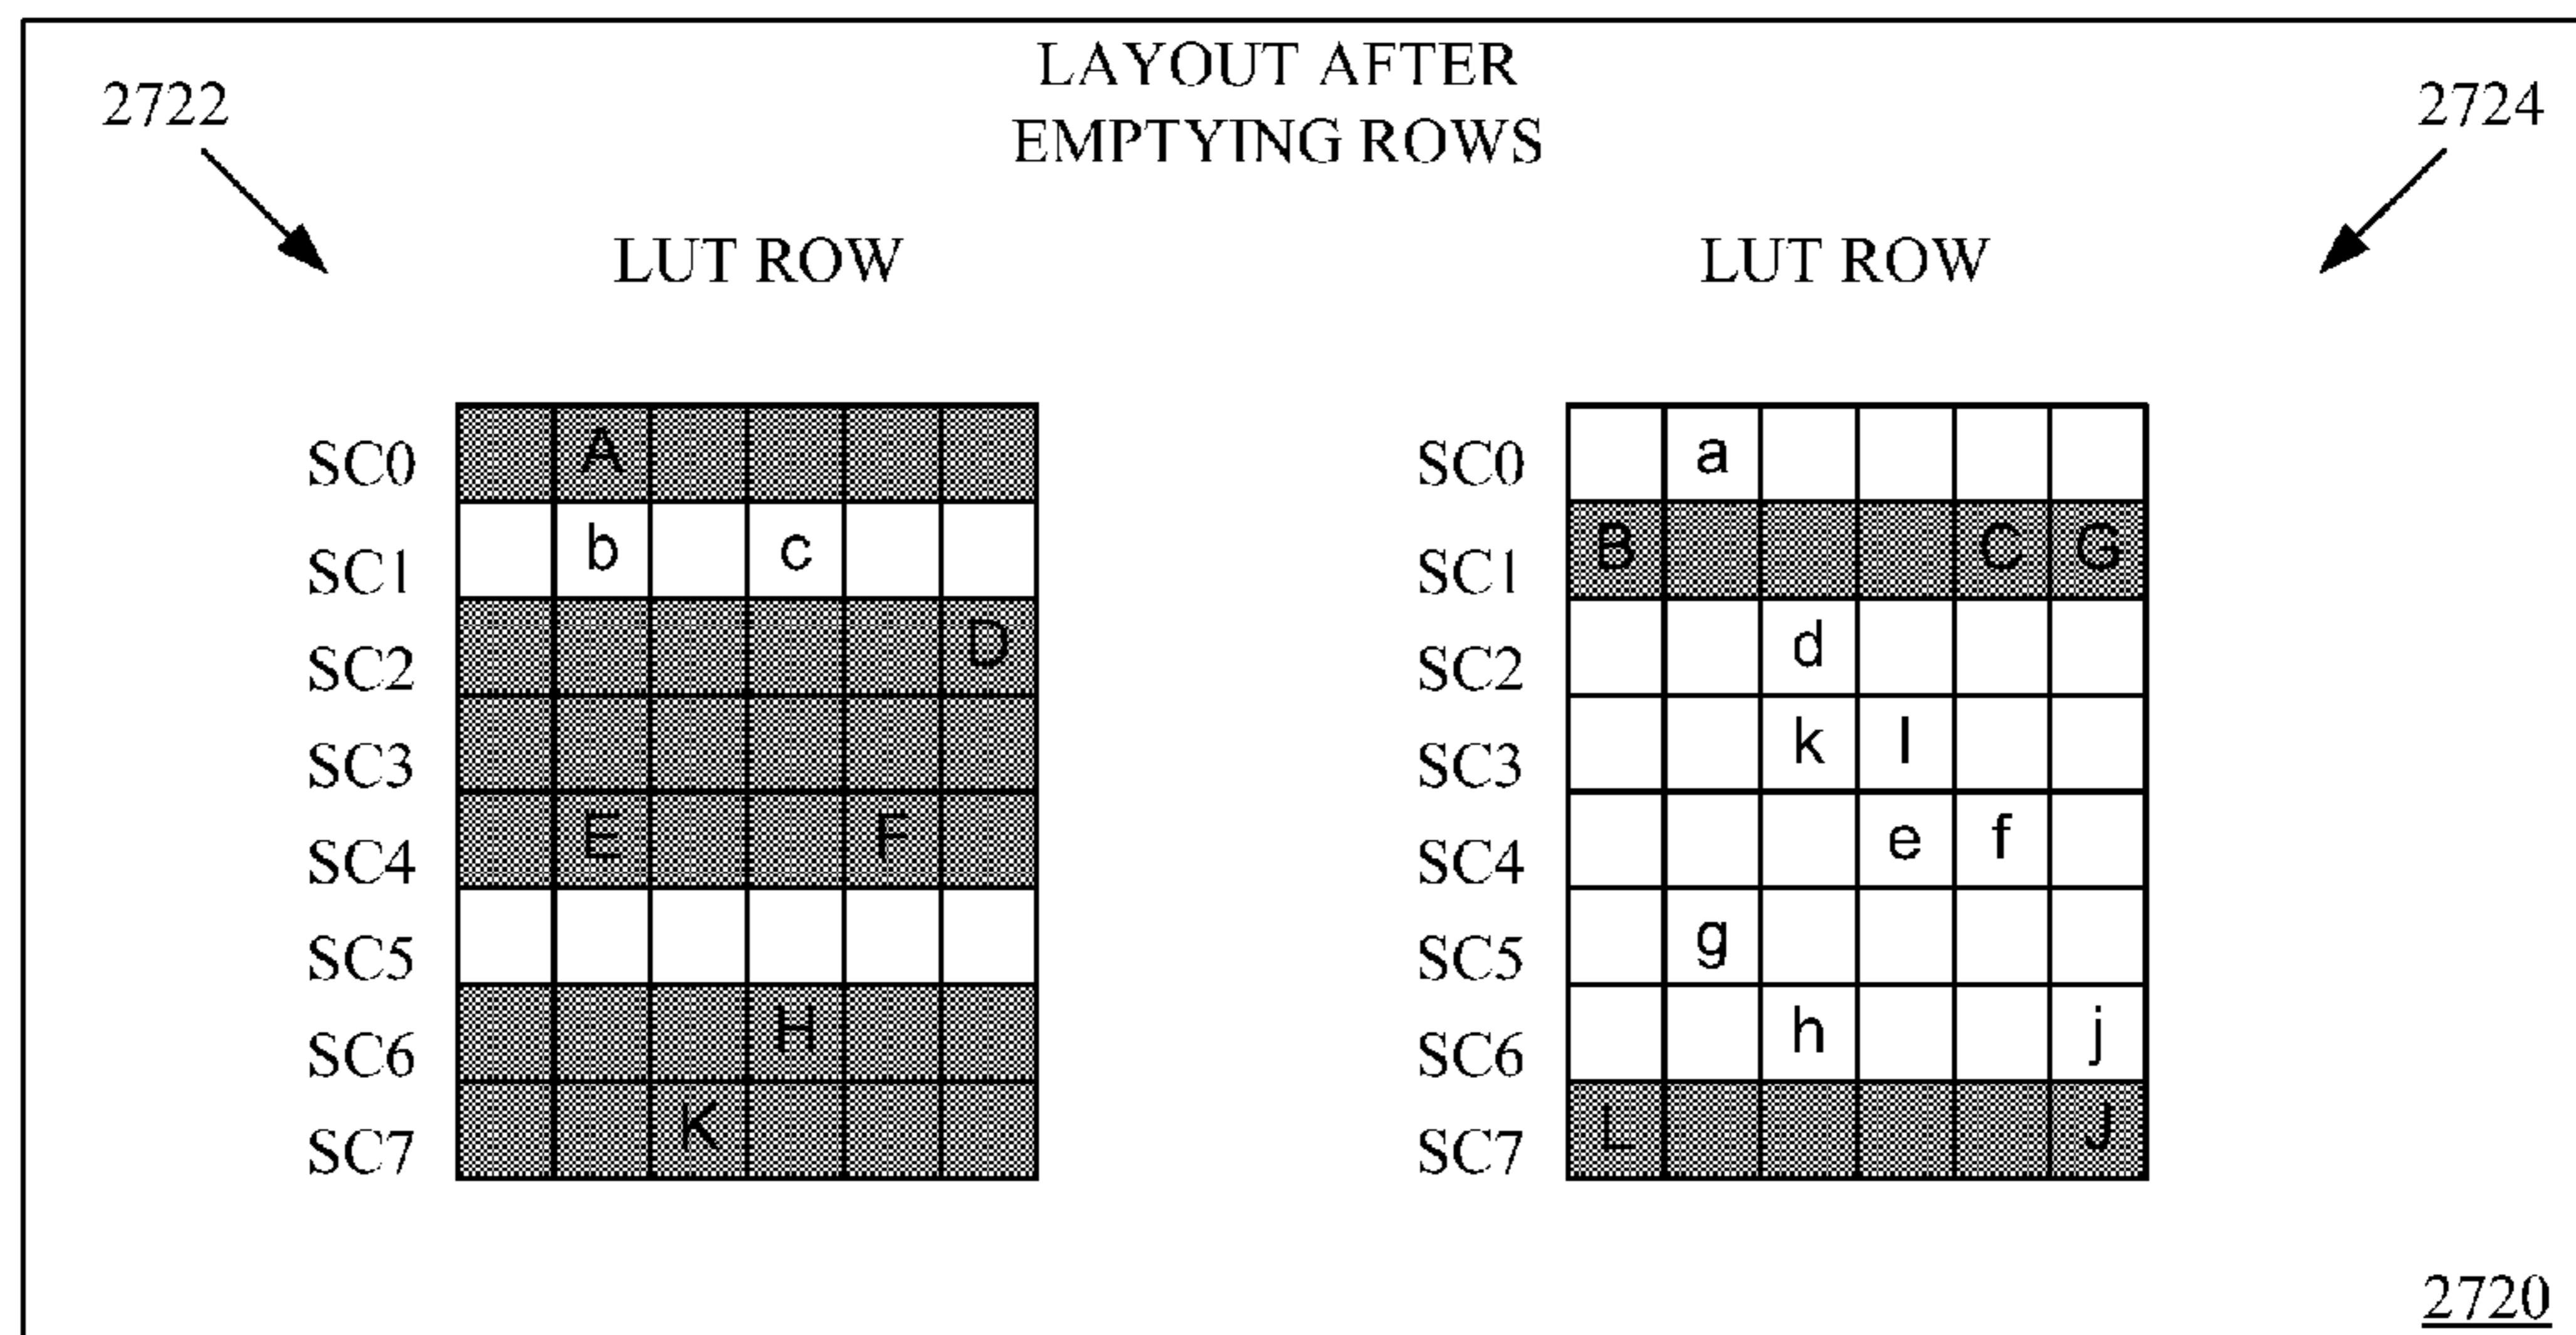 LAYOUT AFTER
EMPTYING ROWS
2722
2724
LUT ROW
SC0 A
SC1 b c
SC2 D
SC3
SC4 E F
SC5
SC6 H
SC7 K
LUT ROW
SC0 a
SC1 B C G
SC2 d
SC3 k l
SC4 e f
SC5 g
SC6 h j
SC7 L J
2720